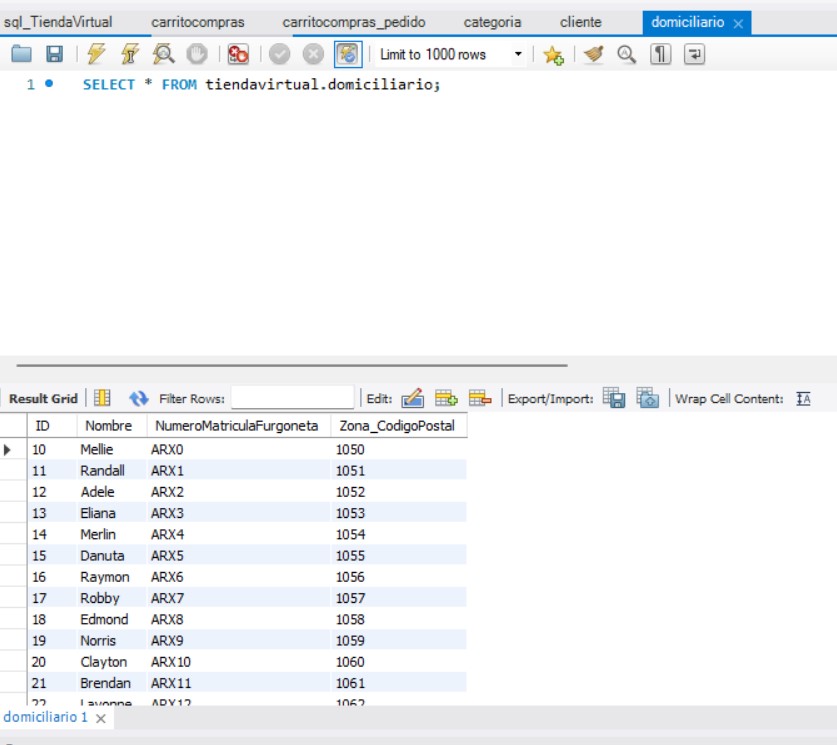 sql_TiendaVirtual carritocompras carritocompras_pedido categoria cliente domiciliario
Limit to 1000 rows
1 SELECT * FROM tiendavirtual.domiciliario;
Result Grid Filter Rows: Edit: Export/Import: Wrap Cell Content:
ID Nombre NumeroMatriculaFurgoneta Zona_CodigoPostal
10 Mellie ARX0 1050
11 Randall ARX1 1051
12 Adele ARX2 1052
13 Eliana ARX3 1053
14 Merlin ARX4 1054
15 Danuta ARX5 1055
16 Raymon ARX6 1056
17 Robby ARX7 1057
18 Edmond ARX8 1058
19 Norris ARX9 1059
20 Clayton ARX10 1060
21 Brendan ARX11 1061
22 Lavonne ARX12 1062
domiciliario 1